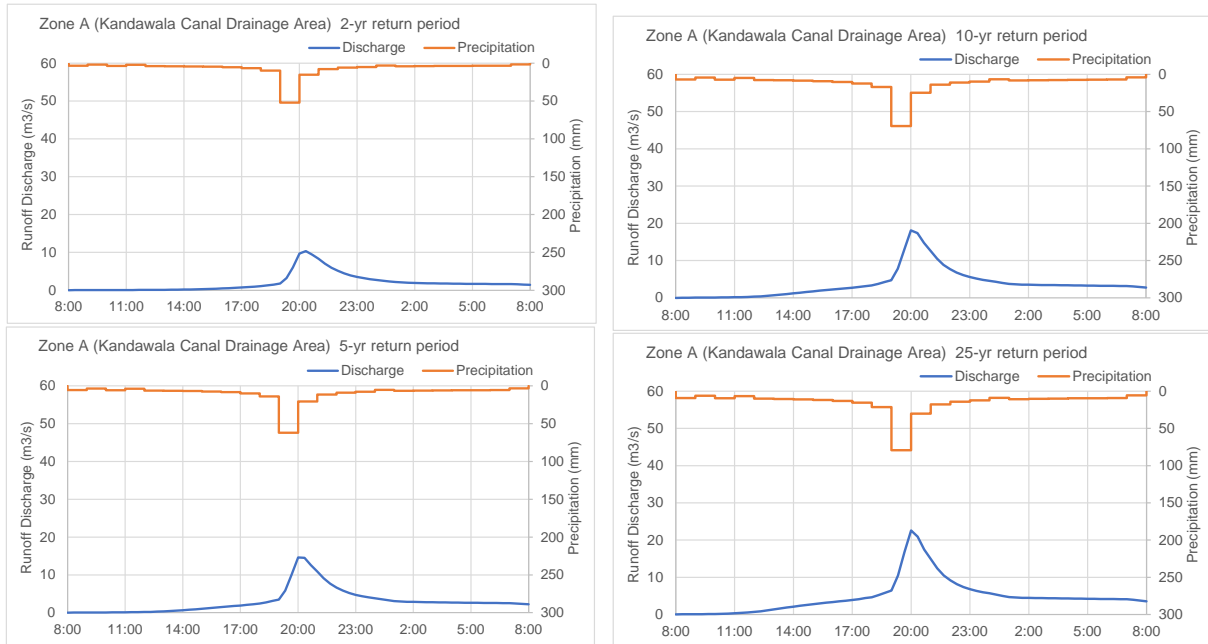 Zone A (Kandawala Canal Drainage Area)  2-yr return period
Discharge Precipitation
60 0
50 50
40 100
30 150
20 200
10 250
0 300
Runoff Discharge (m3/s)
Precipitation (mm)
8:00 11:00 14:00 17:00 20:00 23:00 2:00 5:00 8:00
Zone A (Kandawala Canal Drainage Area)  10-yr return period
Discharge Precipitation
60 0
50 50
40 100
30 150
20 200
10 250
0 300
Runoff Discharge (m3/s)
Precipitation (mm)
8:00 11:00 14:00 17:00 20:00 23:00 2:00 5:00 8:00
Zone A (Kandawala Canal Drainage Area)  5-yr return period
Discharge Precipitation
60 0
50 50
40 100
30 150
20 200
10 250
0 300
Runoff Discharge (m3/s)
Precipitation (mm)
8:00 11:00 14:00 17:00 20:00 23:00 2:00 5:00 8:00
Zone A (Kandawala Canal Drainage Area)  25-yr return period
Discharge Precipitation
60 0
50 50
40 100
30 150
20 200
10 250
0 300
Runoff Discharge (m3/s)
Precipitation (mm)
8:00 11:00 14:00 17:00 20:00 23:00 2:00 5:00 8:00